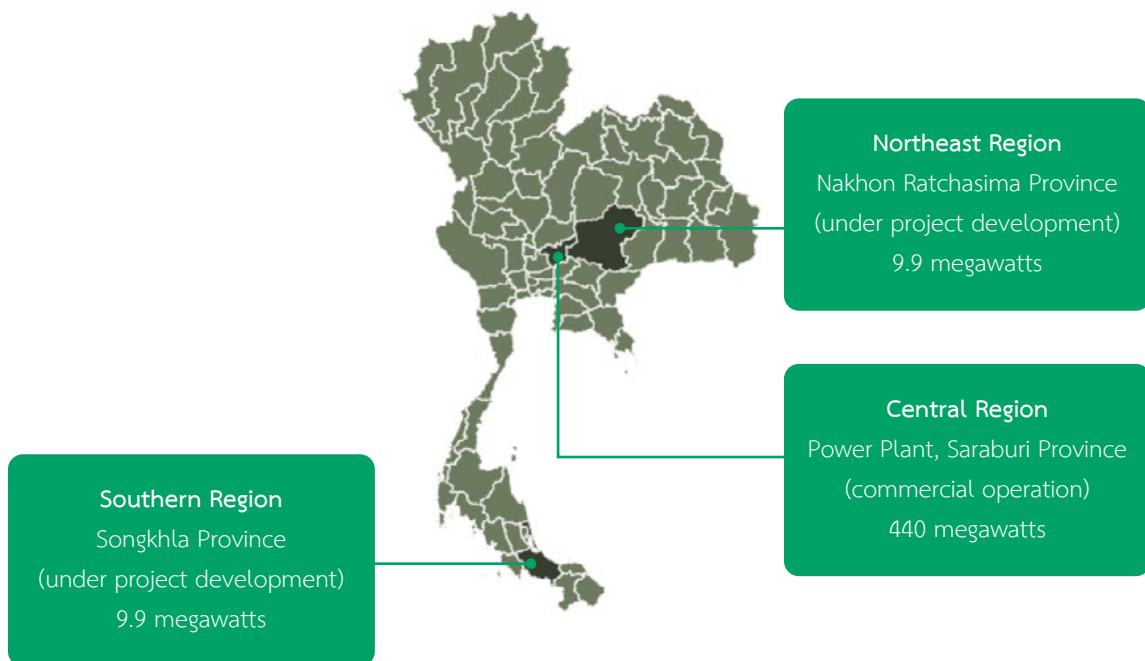 Northeast Region
Nakhon Ratchasima Province
(under project development)
9.9 megawatts
Central Region
Power Plant, Saraburi Province
(commercial operation)
440 megawatts
Southern Region
Songkhla Province
(under project development)
9.9 megawatts